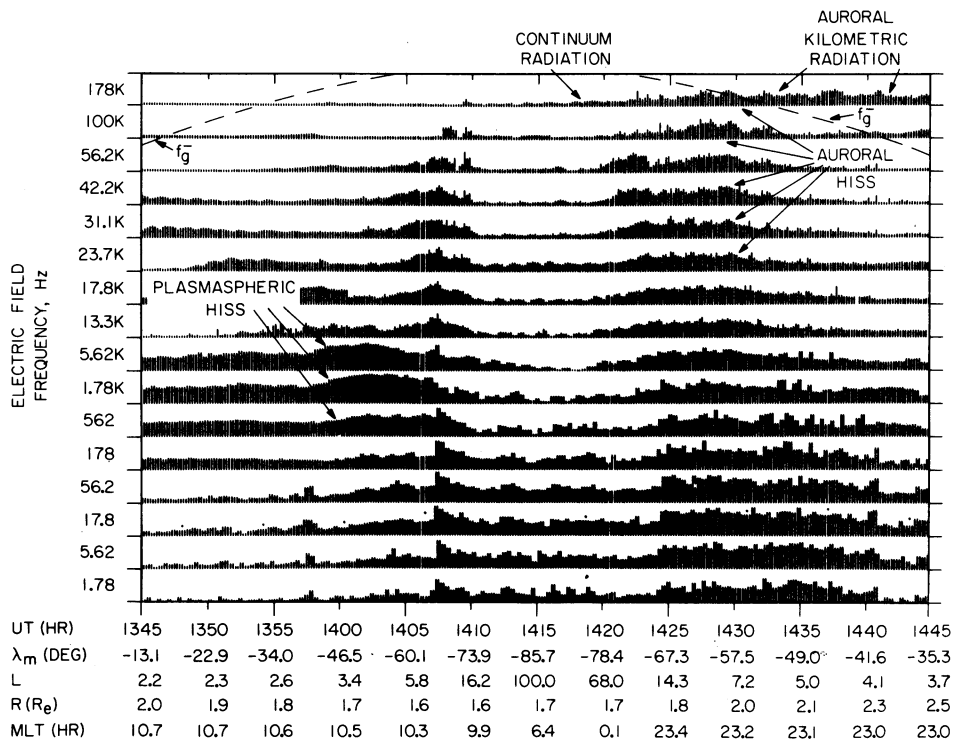 CONTINUUM
RADIATION
AURORAL
KILOMETRIC
RADIATION
178K
100K
56.2K
42.2K
31.1K
23.7K
17.8K
13.3K
5.62K
1.78K
562
178
56.2
17.8
5.62
1.78
ELECTRIC FIELD
FREQUENCY, Hz
fg-
fg-
AURORAL
HISS
PLASMASPHERIC
HISS
UT (HR) 1345 1350 1355 1400 1405 1410 1415 1420 1425 1430 1435 1440 1445
λm (DEG) -13.1 -22.9 -34.0 -46.5 -60.1 -73.9 -85.7 -78.4 -67.3 -57.5 -49.0 -41.6 -35.3
L 2.2 2.3 2.6 3.4 5.8 16.2 100.0 68.0 14.3 7.2 5.0 4.1 3.7
R (Re) 2.0 1.9 1.8 1.7 1.6 1.6 1.7 1.7 1.8 2.0 2.1 2.3 2.5
MLT (HR) 10.7 10.7 10.6 10.5 10.3 9.9 6.4 0.1 23.4 23.2 23.1 23.0 23.0